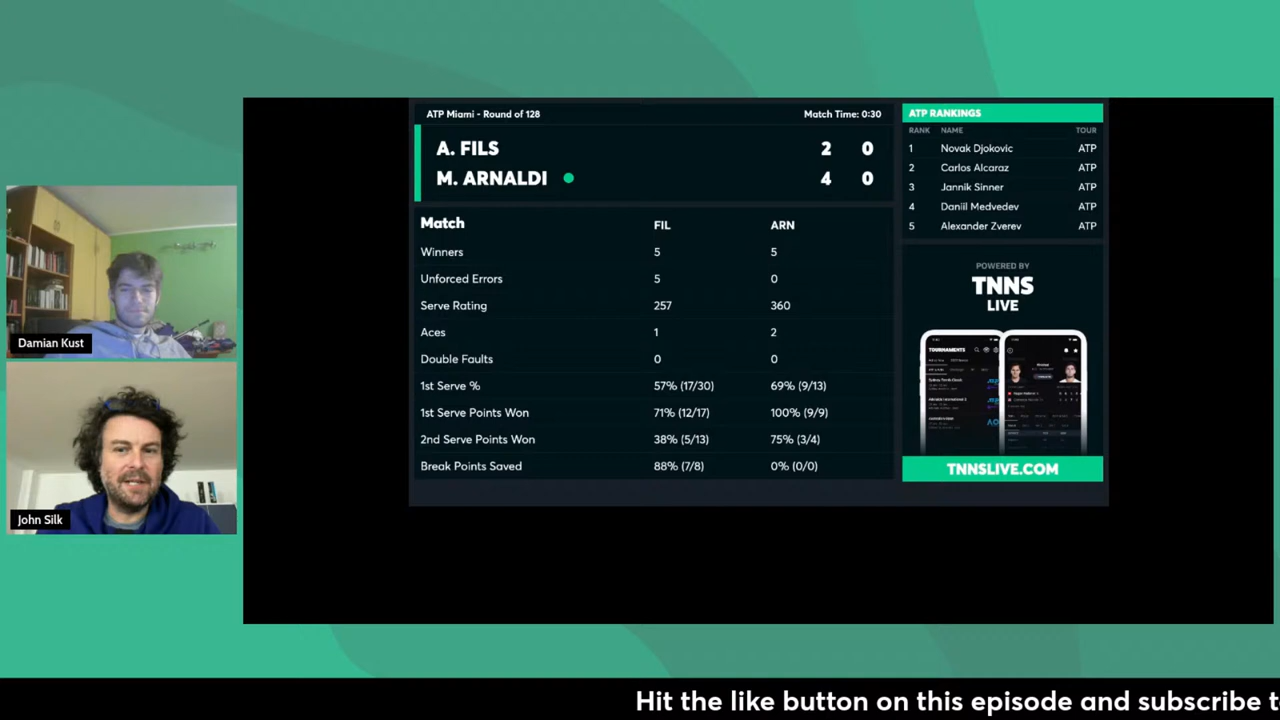 ATP Miami - Round of 128 Match Time: 0:30
A. FILS 2 0
M. ARNALDI 4 0
Match FIL ARN
Winners 5 5
Unforced Errors 5 0
Serve Rating 257 360
Aces 1 2
Double Faults 0 0
1st Serve % 57% (17/30) 69% (9/13)
1st Serve Points Won 71% (12/17) 100% (9/9)
2nd Serve Points Won 38% (5/13) 75% (3/4)
Break Points Saved 88% (7/8) 0% (0/0)
ATP RANKINGS
RANK NAME TOUR
1 Novak Djokovic ATP
2 Carlos Alcaraz ATP
3 Jannik Sinner ATP
4 Daniil Medvedev ATP
5 Alexander Zverev ATP
POWERED BY
TNNS
LIVE
TOURNAMENTS
TNNSLIVE.COM
Damian Kust
John Silk
Hit the like button on this episode and subscribe t